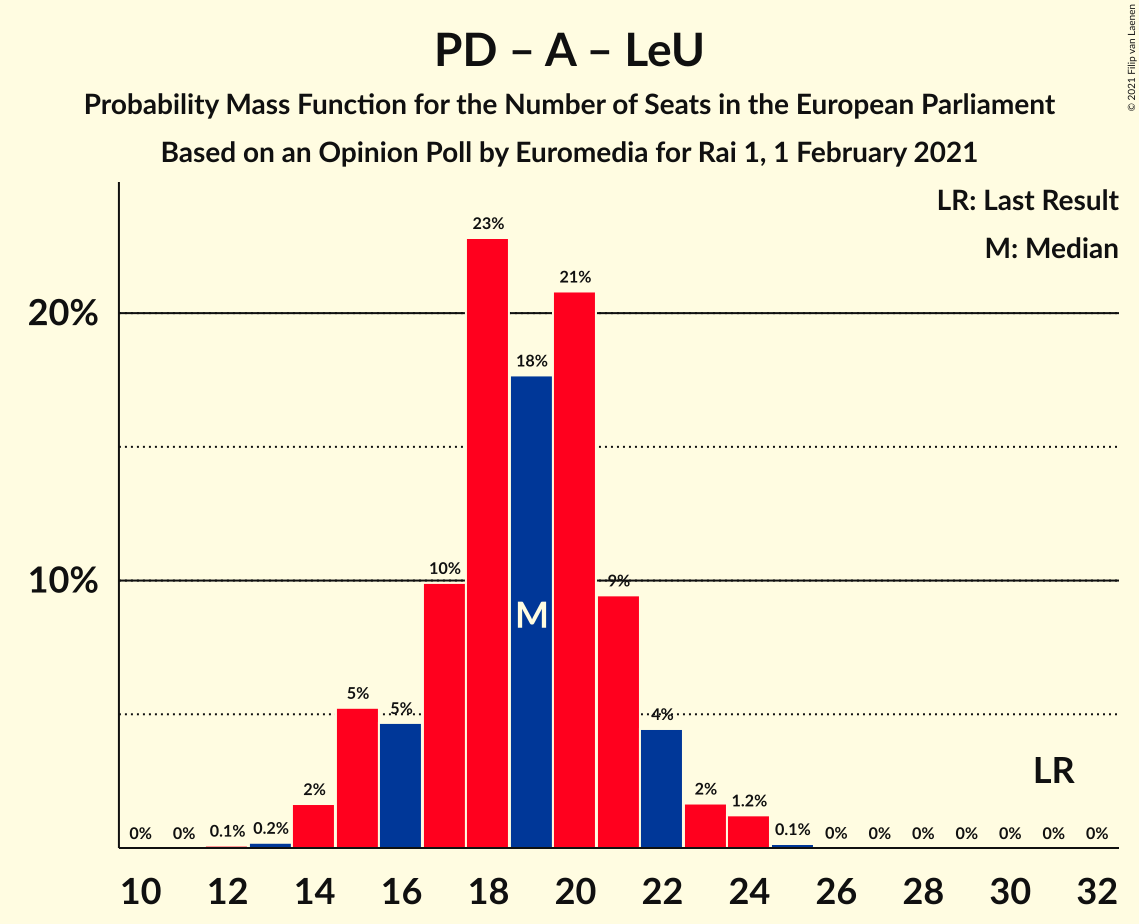 PD – A – LeU
Probability Mass Function for the Number of Seats in the European Parliament
Based on an Opinion Poll by Euromedia for Rai 1, 1 February 2021
© 2021 Filip van Laenen
LR: Last Result
M: Median
20%
10%
0% 0% 0.1% 0.2% 2% 5% 5% 10% 23% 18% 21% 9% 4% 2% 1.2% 0.1% 0% 0% 0% 0% 0% 0% 0%
M
LR
10 12 14 16 18 20 22 24 26 28 30 32